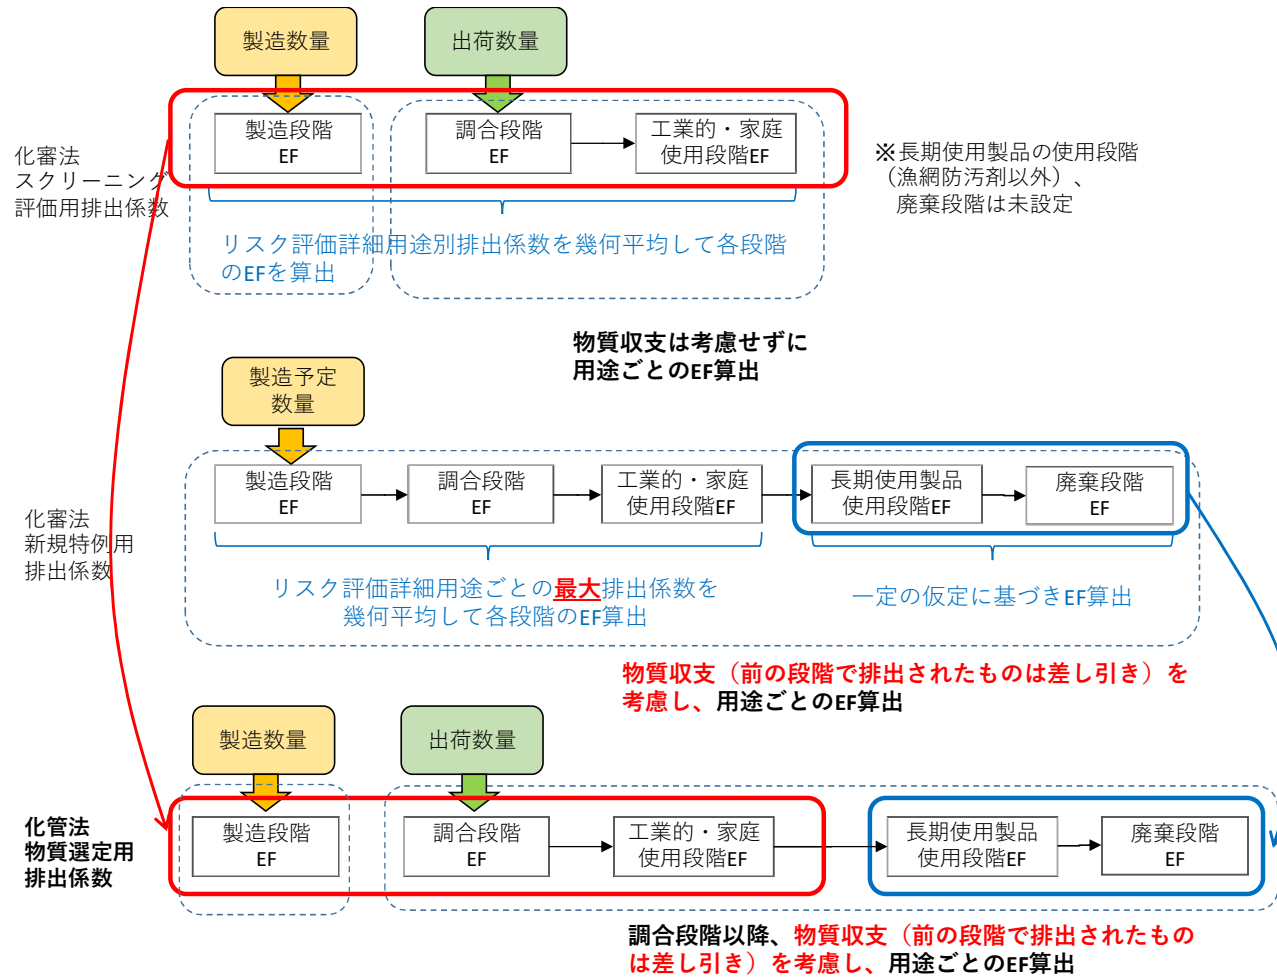 製造数量
出荷数量
化審法
スクリーニング
評価用排出係数
製造段階
EF
調合段階
EF
工業的・家庭
使用段階EF
※長期使用製品の使用段階
（漁網防汚剤以外）、
廃棄段階は未設定
リスク評価詳細用途別排出係数を幾何平均して各段階
のEFを算出
物質収支は考慮せずに
用途ごとのEF算出
製造予定
数量
化審法
新規特例用
排出係数
製造段階
EF
調合段階
EF
工業的・家庭
使用段階EF
長期使用製品
使用段階EF
廃棄段階
EF
リスク評価詳細用途ごとの最大排出係数を
幾何平均して各段階のEF算出
一定の仮定に基づきEF算出
物質収支（前の段階で排出されたものは差し引き）を
考慮し、用途ごとのEF算出
製造数量
出荷数量
化管法
物質選定用
排出係数
製造段階
EF
調合段階
EF
工業的・家庭
使用段階EF
長期使用製品
使用段階EF
廃棄段階
EF
調合段階以降、物質収支（前の段階で排出されたもの
は差し引き）を考慮し、用途ごとのEF算出